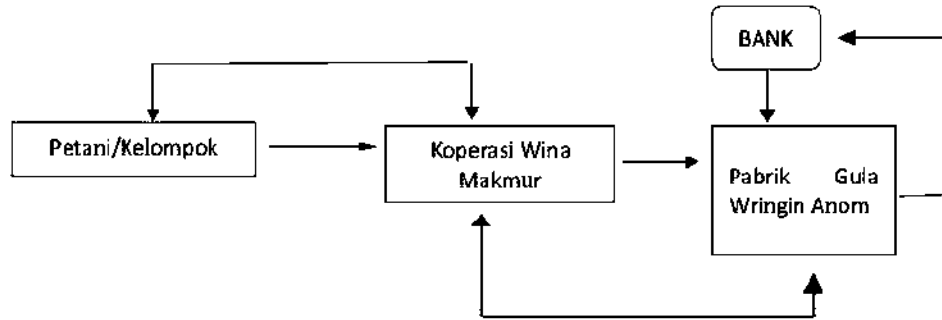 BANK
Petani/Kelompok
Koperasi Wina
Makmur
Pabrik Gula
Wringin Anom